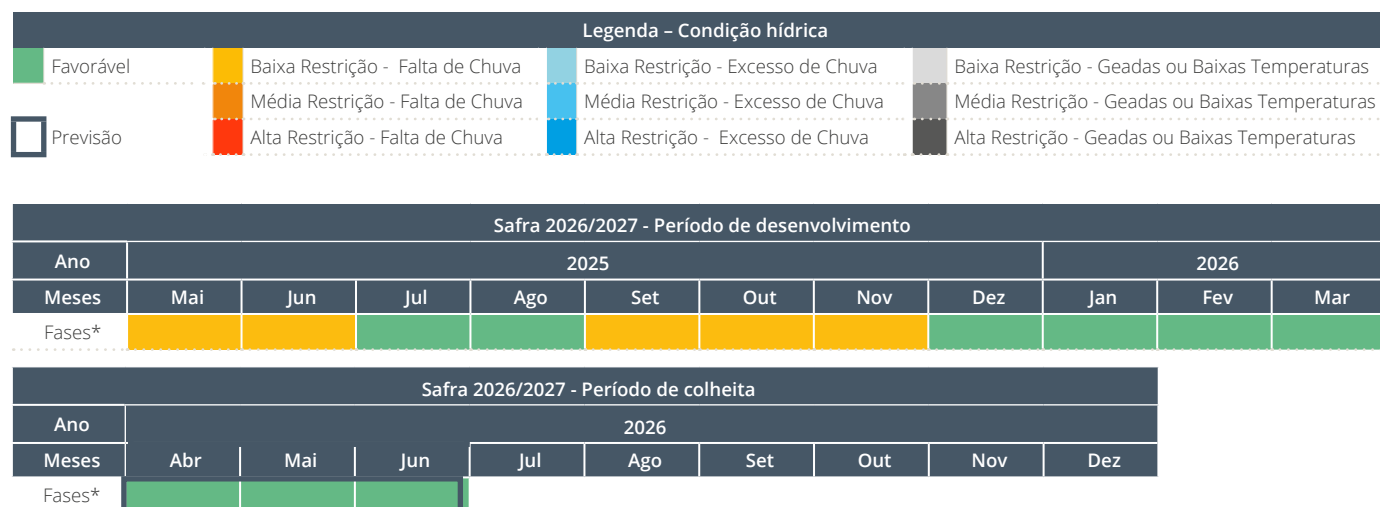 Legenda – Condição hídrica
Favorável Baixa Restrição - Falta de Chuva Baixa Restrição - Excesso de Chuva Baixa Restrição - Geadas ou Baixas Temperaturas
Média Restrição - Falta de Chuva Média Restrição - Excesso de Chuva Média Restrição - Geadas ou Baixas Temperaturas
Previsão Alta Restrição - Falta de Chuva Alta Restrição - Excesso de Chuva Alta Restrição - Geadas ou Baixas Temperaturas
Safra 2026/2027 - Período de desenvolvimento
Ano 2025 2026
Meses Mai Jun Jul Ago Set Out Nov Dez Jan Fev Mar
Fases*
Safra 2026/2027 - Período de colheita
Ano 2026
Meses Abr Mai Jun Jul Ago Set Out Nov Dez
Fases*